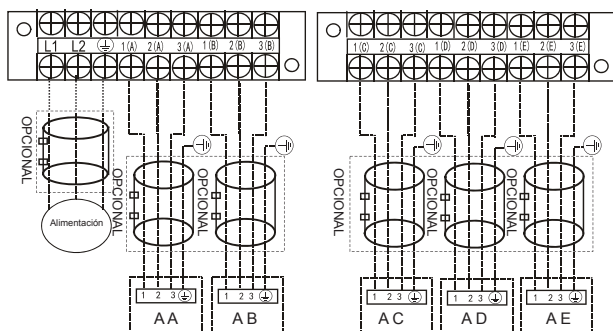 L1 L2 1(A) 2(A) 3(A) 1(B) 2(B) 3(B)
1(C) 2(C) 3(C) 1(D) 2(D) 3(D) 1(E) 2(E) 3(E)
OPCIONAL
OPCIONAL
OPCIONAL
OPCIONAL
OPCIONAL
OPCIONAL
Alimentación
1 2 3
AA
1 2 3
AB
1 2 3
AC
1 2 3
AD
1 2 3
AE